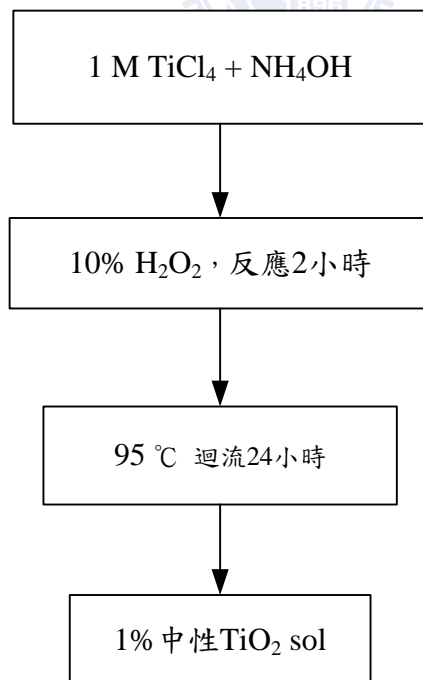 1896
1 M TiCl₄ + NH₄OH
10% H₂O₂，反應2小時
95 ℃ 迴流24小時
1% 中性TiO₂ sol